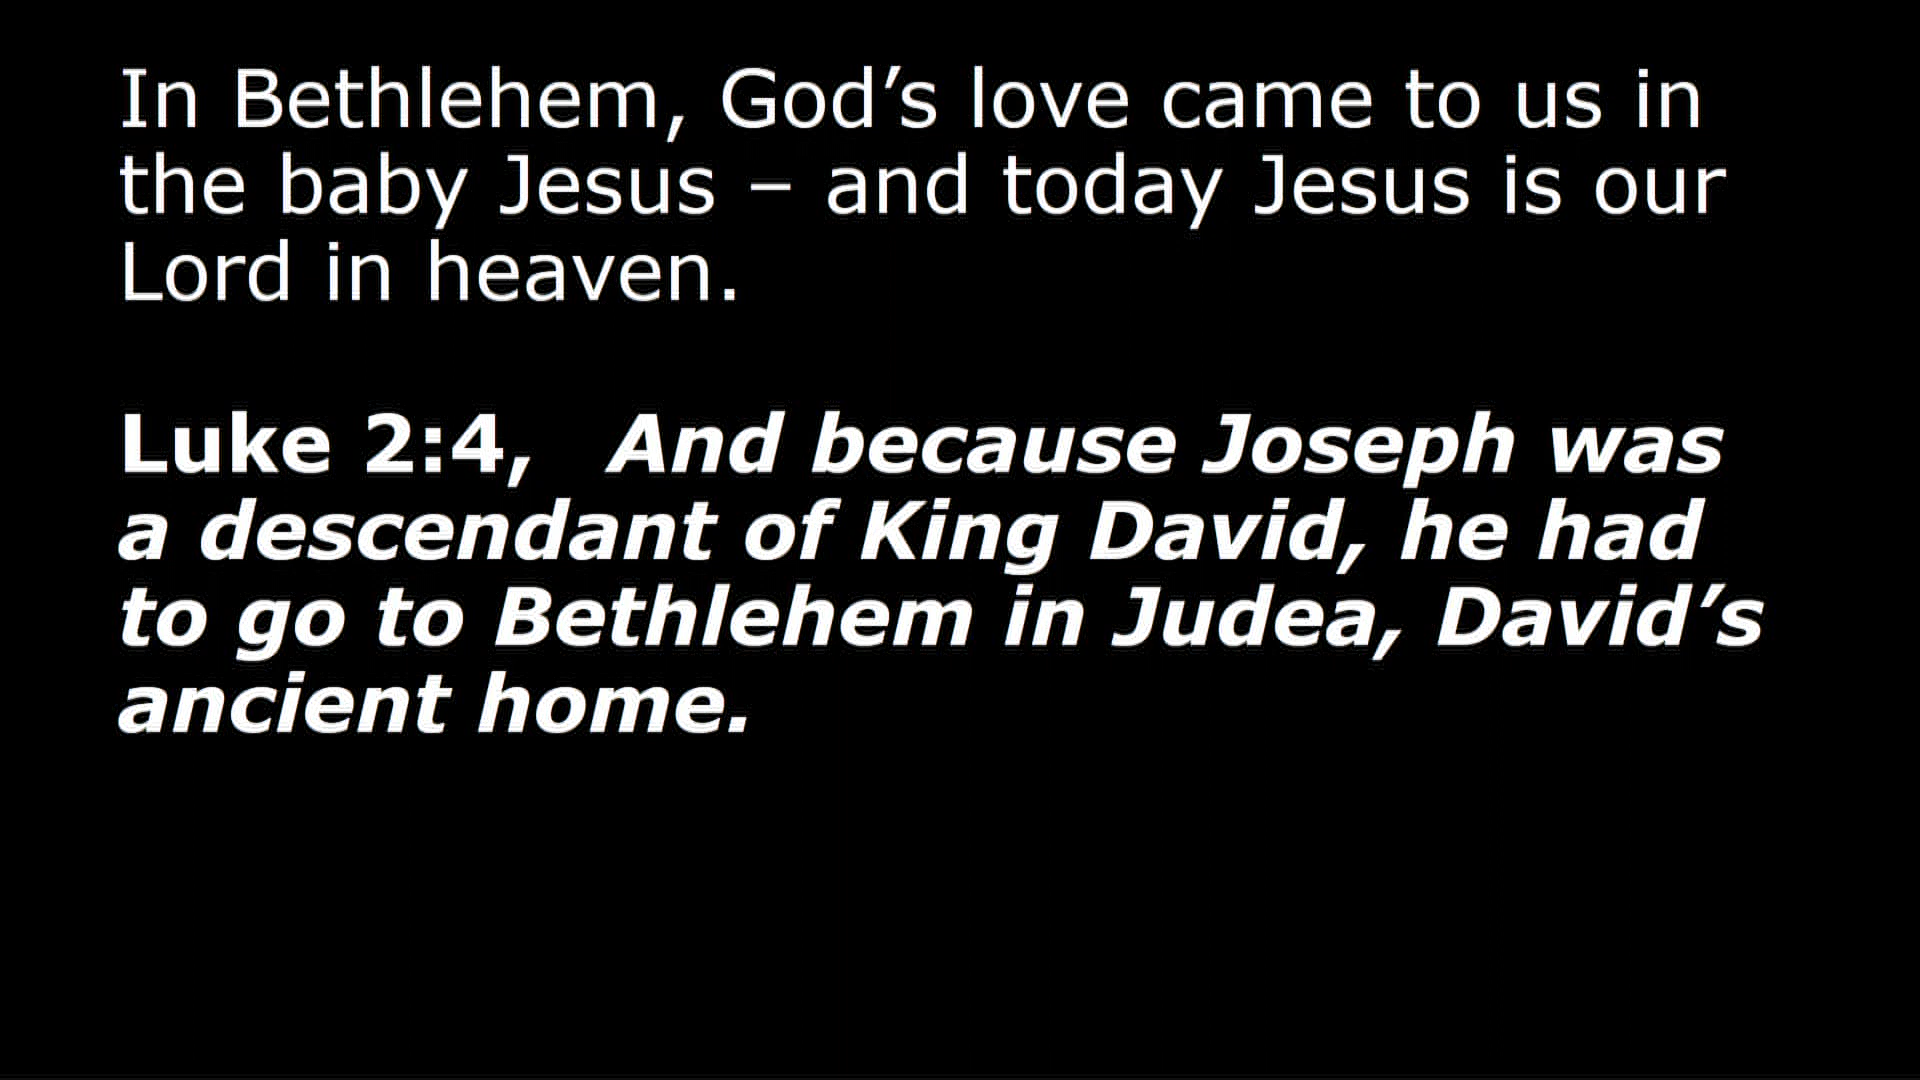 In Bethlehem, God’s love came to us in
the baby Jesus – and today Jesus is our
Lord in heaven.
Luke 2:4, And because Joseph was
a descendant of King David, he had
to go to Bethlehem in Judea, David’s
ancient home.